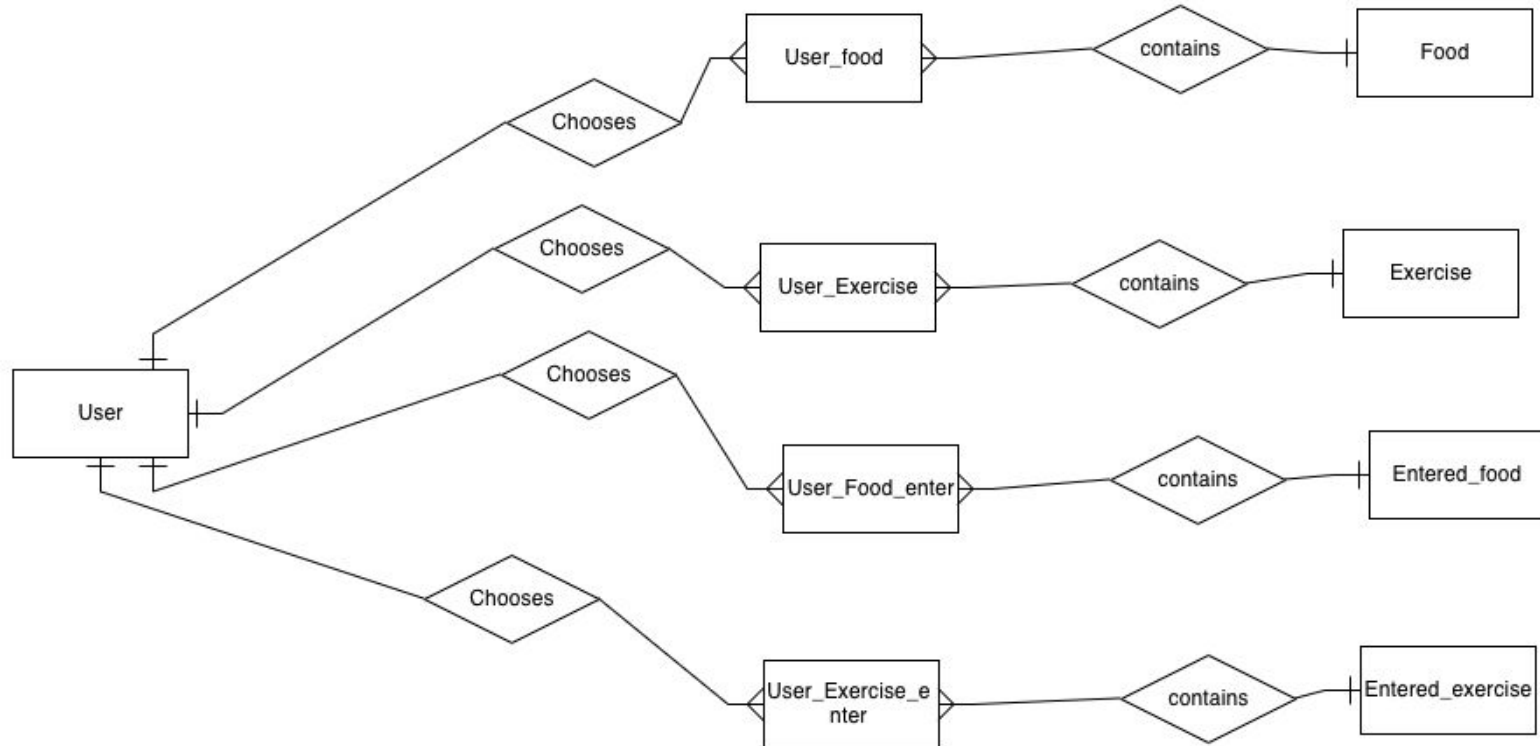 User_food
contains
Food
Chooses
Chooses
User_Exercise
contains
Exercise
User
Chooses
User_Food_enter
contains
Entered_food
Chooses
User_Exercise_e
nter
contains
Entered_exercise